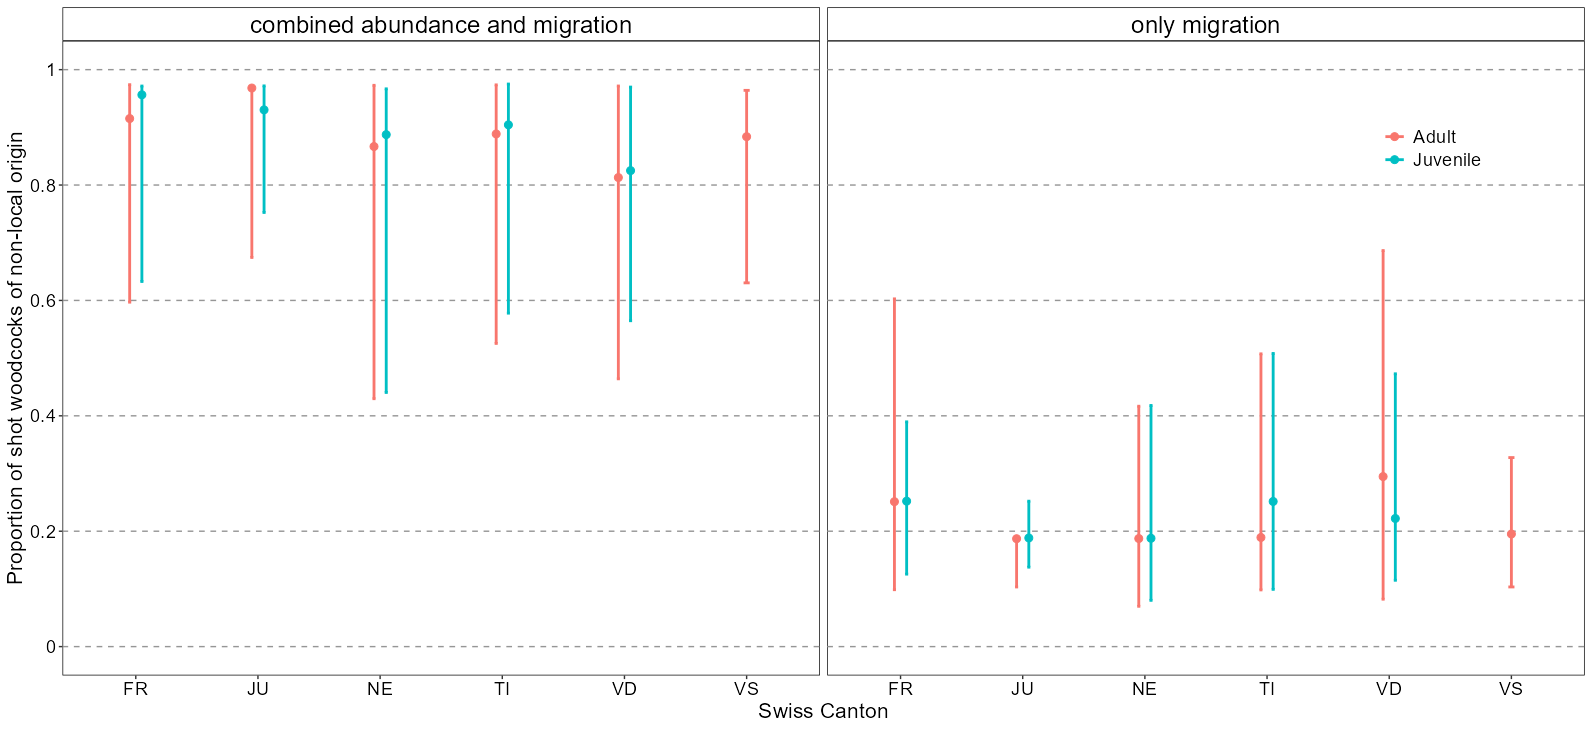 combined abundance and migration
only migration
Proportion of shot woodcocks of non-local origin
1
0.8
0.6
0.4
0.2
0
Adult
Juvenile
FR
JU
NE
TI
VD
VS
FR
JU
NE
TI
VD
VS
Swiss Canton